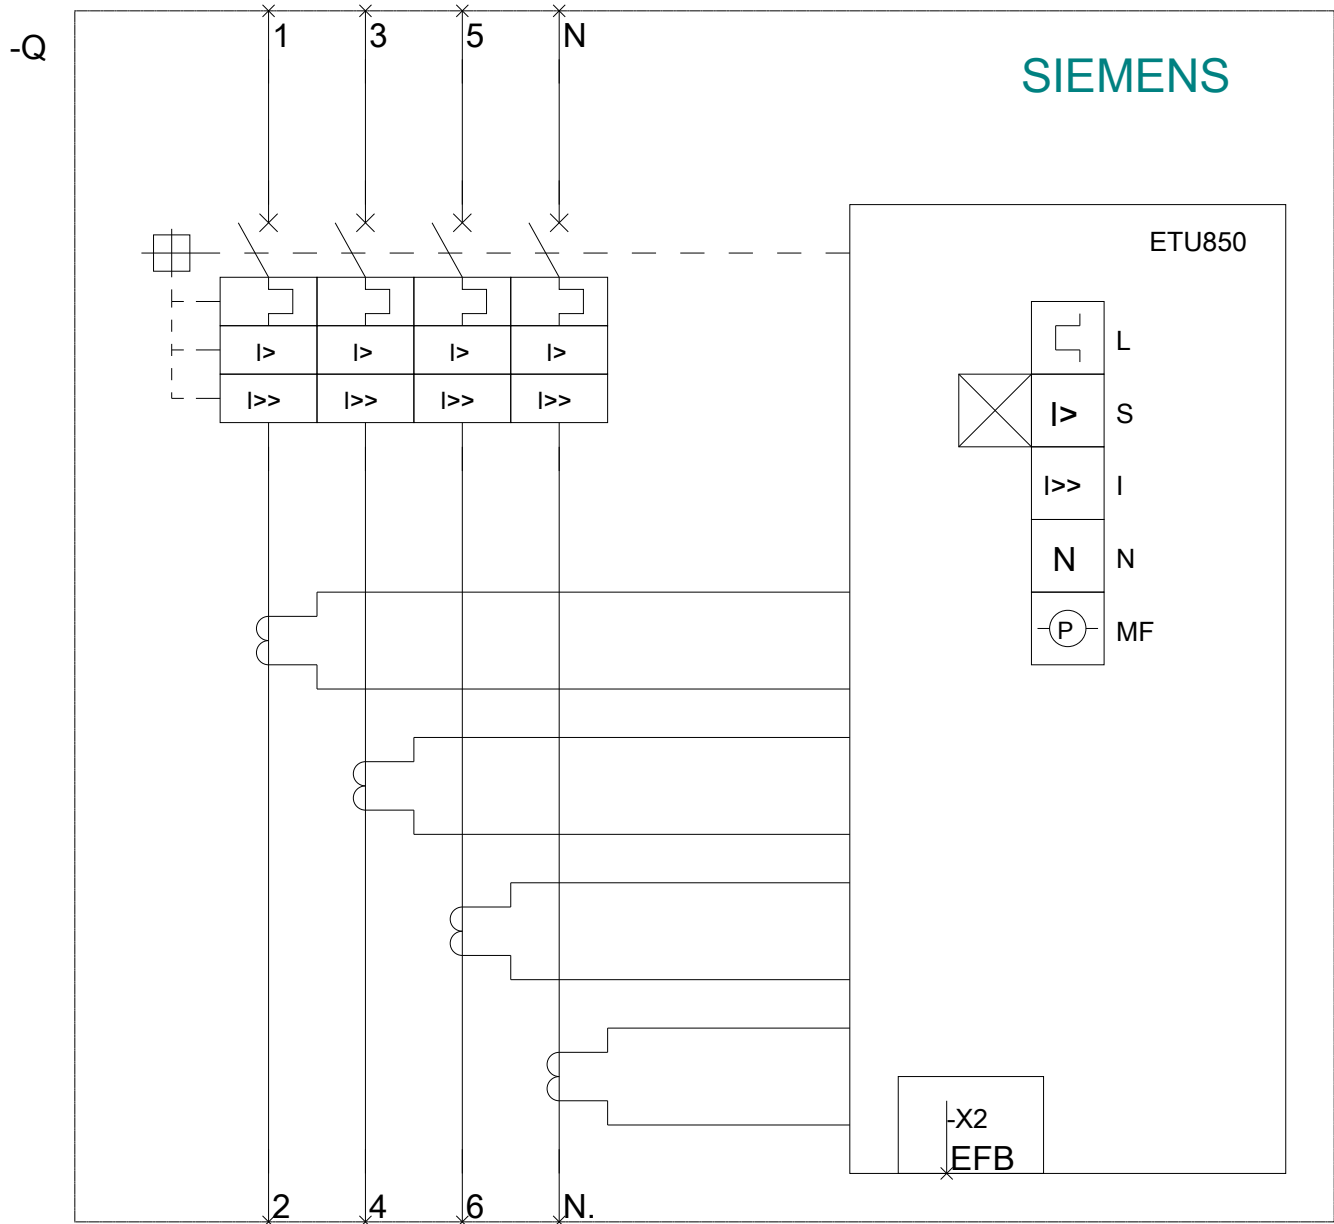 -Q
1 3 5 N
SIEMENS
ETU850
I> I> I> I>
I>> I>> I>> I>>
L
I> S
I>> I
N N
P MF
-X2
EFB
2 4 6 N.